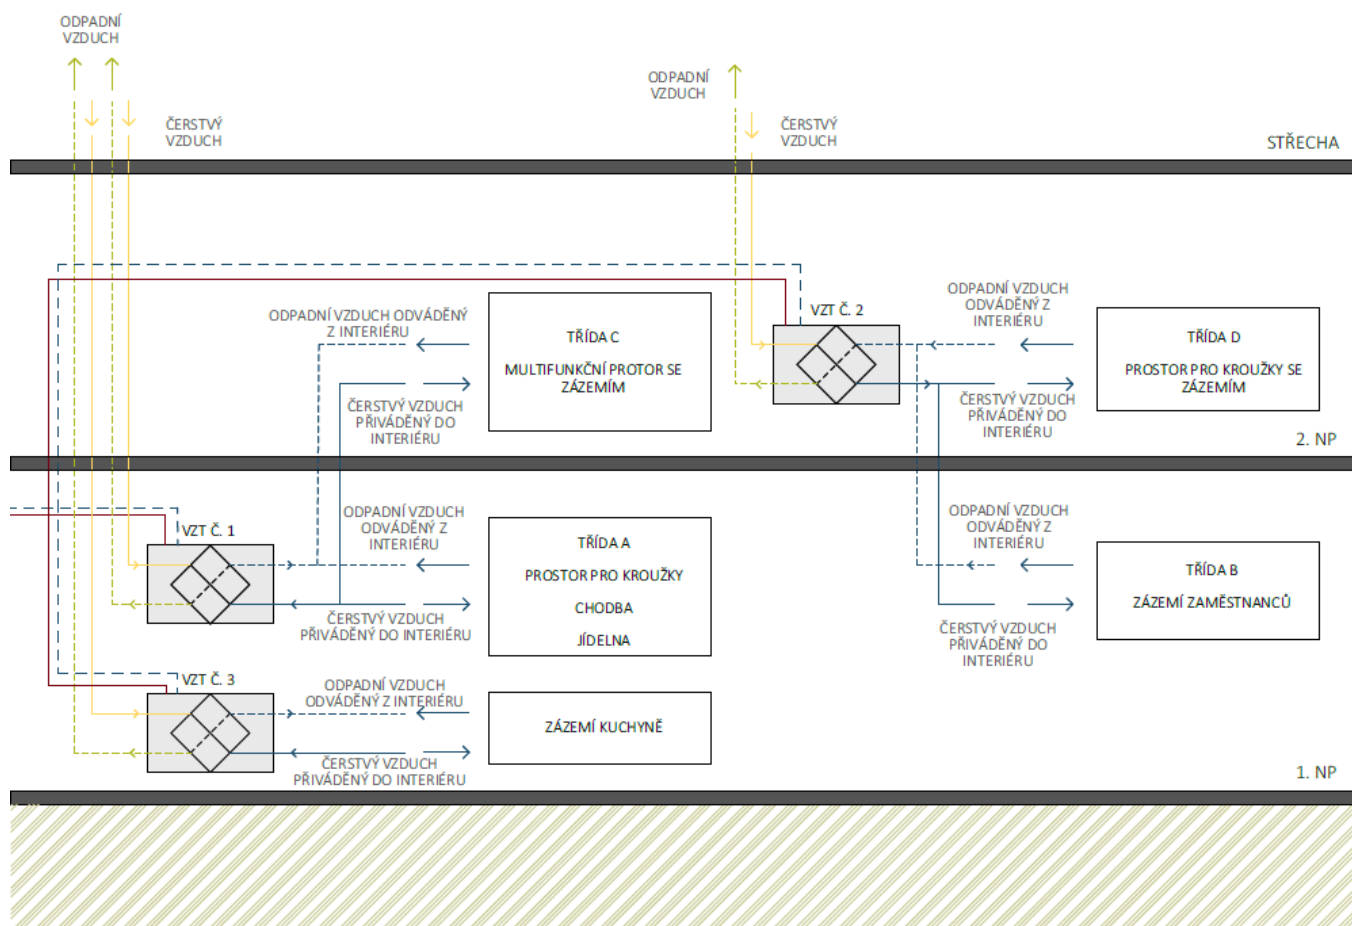 ODPADNÍ
VZDUCH
ČERSTVÝ
VZDUCH
ODPADNÍ
VZDUCH
ČERSTVÝ
VZDUCH
STŘECHA
ODPADNÍ VZDUCH ODVÁDĚNÝ
Z INTERIÉRU
TŘÍDA C
MULTIFUNKČNÍ PROTOR SE
ZÁZEMÍM
ČERSTVÝ VZDUCH
PŘIVÁDĚNÝ DO
INTERIÉRU
VZT Č. 2
ODPADNÍ VZDUCH
ODVÁDĚNÝ Z
INTERIÉRU
TŘÍDA D
PROSTOR PRO KROUŽKY SE
ZÁZEMÍM
ČERSTVÝ VZDUCH
PŘIVÁDĚNÝ DO
INTERIÉRU
2. NP
VZT Č. 1
ODPADNÍ VZDUCH
ODVÁDĚNÝ Z
INTERIÉRU
TŘÍDA A
PROSTOR PRO KROUŽKY
CHODBA
JÍDELNA
ČERSTVÝ VZDUCH
PŘIVÁDĚNÝ DO INTERIÉRU
ODPADNÍ VZDUCH
ODVÁDĚNÝ Z
INTERIÉRU
TŘÍDA B
ZÁZEMÍ ZAMĚSTNANCŮ
ČERSTVÝ VZDUCH
PŘIVÁDĚNÝ DO
INTERIÉRU
VZT Č. 3
ODPADNÍ VZDUCH
ODVÁDĚNÝ Z INTERIÉRU
ZÁZEMÍ KUCHYNĚ
ČERSTVÝ VZDUCH
PŘIVÁDĚNÝ DO INTERIÉRU
1. NP